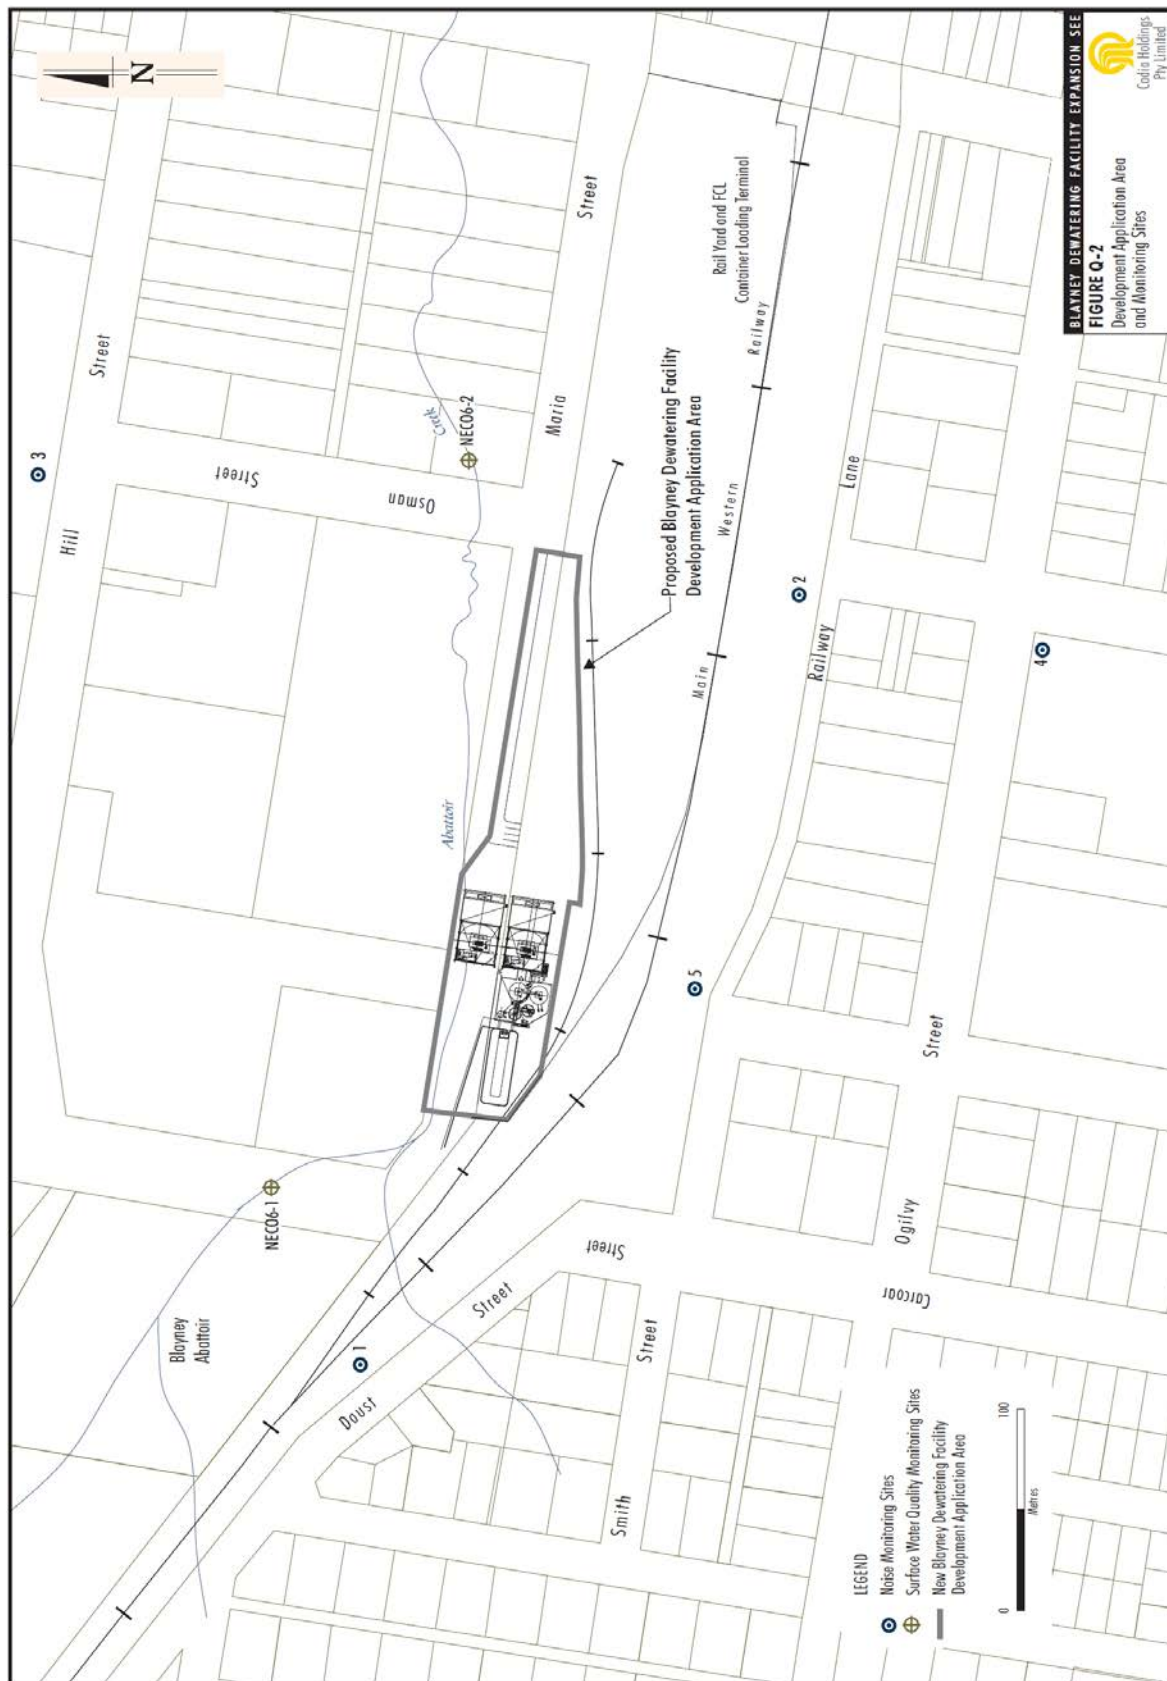 N
Street
3
Hill
Street
Osman
Creek
NECO6-2
Maria
Street
Rail Yard and FCL
Container Loading Terminal
Proposed Blayney Dewatering Facility
Development Application Area
Abattoir
NECO6-1
Blayney
Abattoir
1
Doust
Street
Street
Smith
Street
Main
Western
Railway
Railway
Lane
2
4
5
Ogilvy
Street
Carcoar
LEGEND
Noise Monitoring Sites
Surface Water Quality Monitoring Sites
New Blayney Dewatering Facility
Development Application Area
0
100
Metres
BLAYNEY DEWATERING FACILITY EXPANSION SEE
FIGURE Q-2
Development Application Area
and Monitoring Sites
Cadia Holdings
Pty Limited